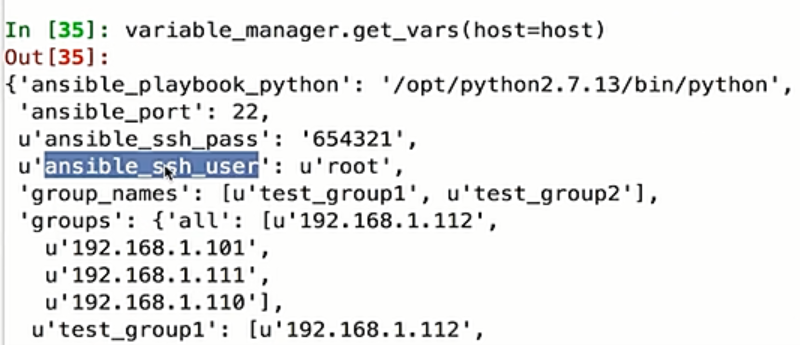 In [35]: variable_manager.get_vars(host=host)
Out[35]:
{'ansible_playbook_python': '/opt/python2.7.13/bin/python',
 'ansible_port': 22,
 u'ansible_ssh_pass': '654321',
 u'ansible_ssh_user': u'root',
 'group_names': [u'test_group1', u'test_group2'],
 'groups': {'all': [u'192.168.1.112',
   u'192.168.1.101',
   u'192.168.1.111',
   u'192.168.1.110'],
  u'test_group1': [u'192.168.1.112',